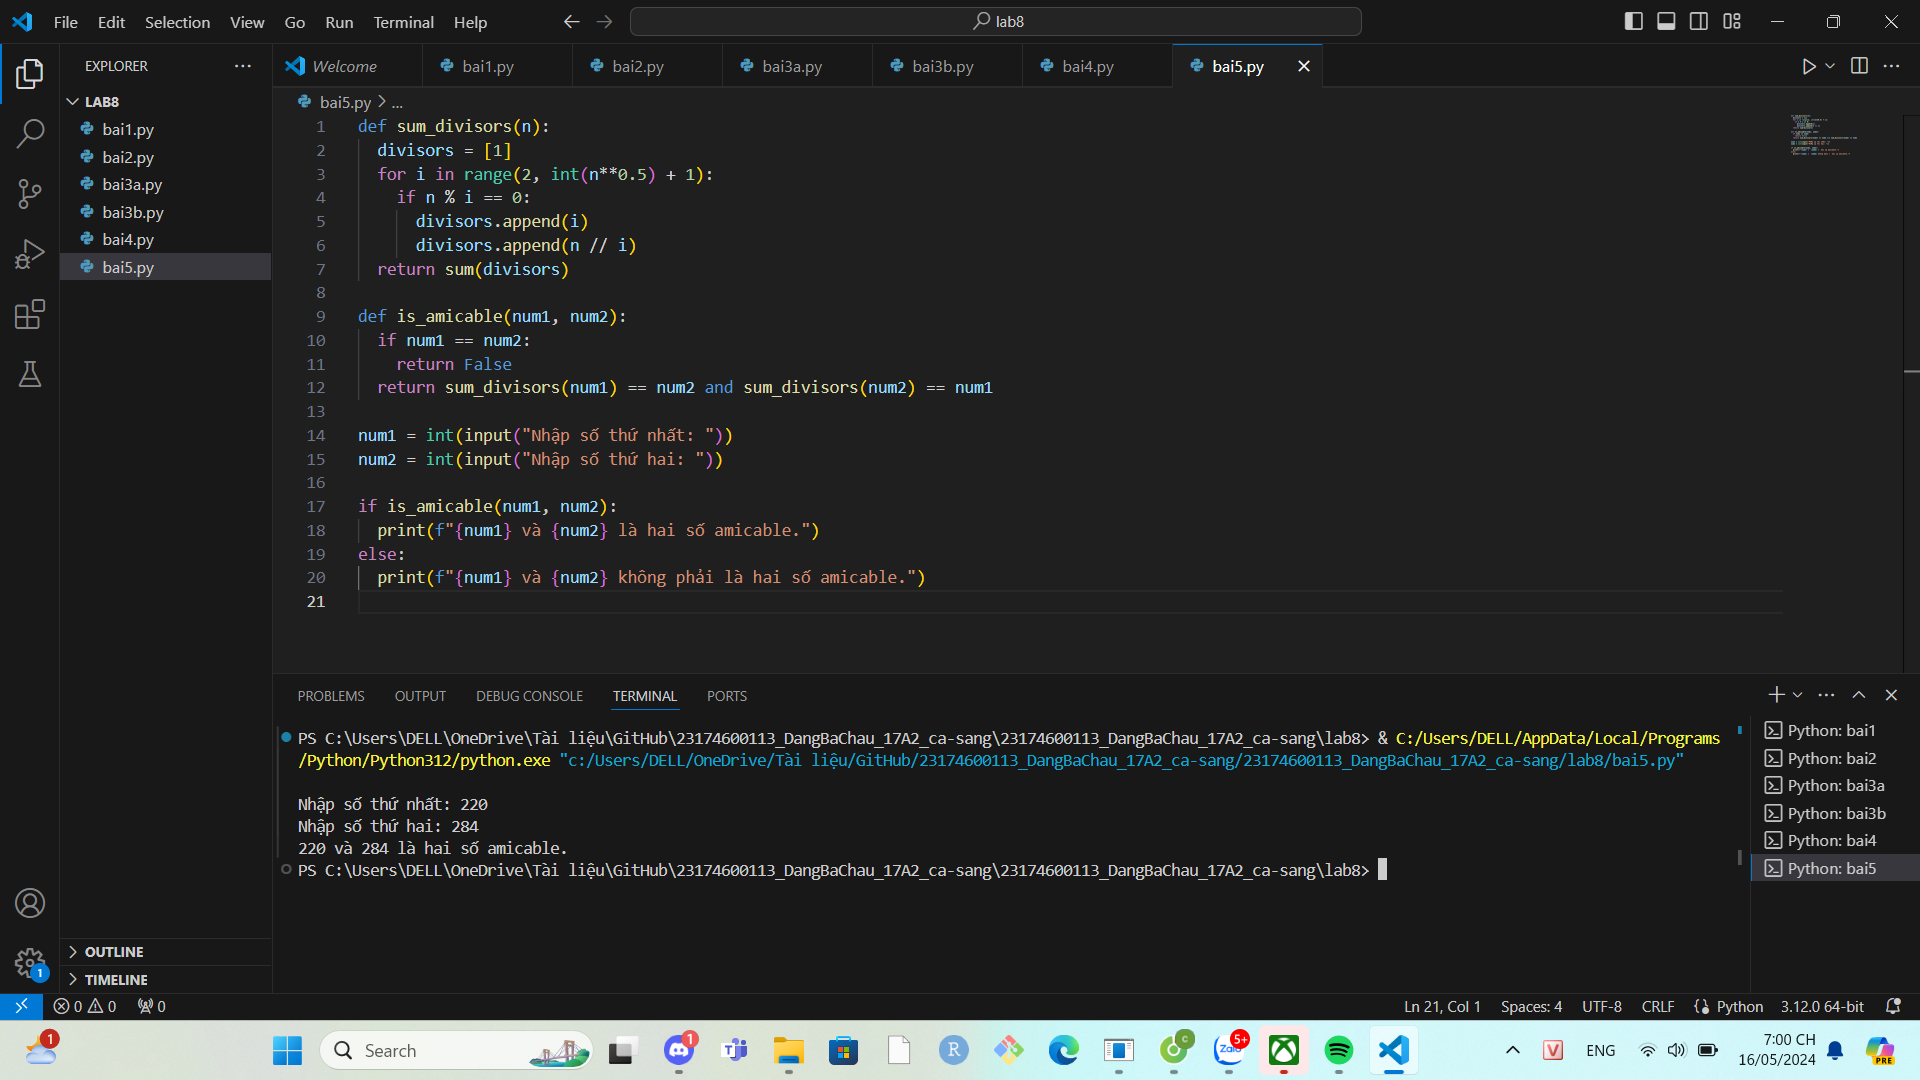 File Edit Selection View Go Run Terminal Help
lab8
EXPLORER
Welcome bai1.py bai2.py bai3a.py bai3b.py bai4.py bai5.py
LAB8
bai1.py
bai2.py
bai3a.py
bai3b.py
bai4.py
bai5.py
OUTLINE
TIMELINE
bai5.py > ...
1 def sum_divisors(n):
2 divisors = [1]
3 for i in range(2, int(n**0.5) + 1):
4 if n % i == 0:
5 divisors.append(i)
6 divisors.append(n // i)
7 return sum(divisors)
8
9 def is_amicable(num1, num2):
10 if num1 == num2:
11 return False
12 return sum_divisors(num1) == num2 and sum_divisors(num2) == num1
13
14 num1 = int(input("Nhập số thứ nhất: "))
15 num2 = int(input("Nhập số thứ hai: "))
16
17 if is_amicable(num1, num2):
18 print(f"{num1} và {num2} là hai số amicable.")
19 else:
20 print(f"{num1} và {num2} không phải là hai số amicable.")
21
PROBLEMS OUTPUT DEBUG CONSOLE TERMINAL PORTS
PS C:\Users\DELL\OneDrive\Tài liệu\GitHub\23174600113_DangBaChau_17A2_ca-sang\23174600113_DangBaChau_17A2_ca-sang\lab8> & C:/Users/DELL/AppData/Local/Programs
/Python/Python312/python.exe "c:/Users/DELL/OneDrive/Tài liệu/GitHub/23174600113_DangBaChau_17A2_ca-sang/23174600113_DangBaChau_17A2_ca-sang/lab8/bai5.py"
Nhập số thứ nhất: 220
Nhập số thứ hai: 284
220 và 284 là hai số amicable.
PS C:\Users\DELL\OneDrive\Tài liệu\GitHub\23174600113_DangBaChau_17A2_ca-sang\23174600113_DangBaChau_17A2_ca-sang\lab8>
Python: bai1
Python: bai2
Python: bai3a
Python: bai3b
Python: bai4
Python: bai5
1
0 0 0
Ln 21, Col 1 Spaces: 4 UTF-8 CRLF {} Python 3.12.0 64-bit
1
Search
1
R
C
Zalo 5+
V
ENG
7:00 CH
16/05/2024
PRE